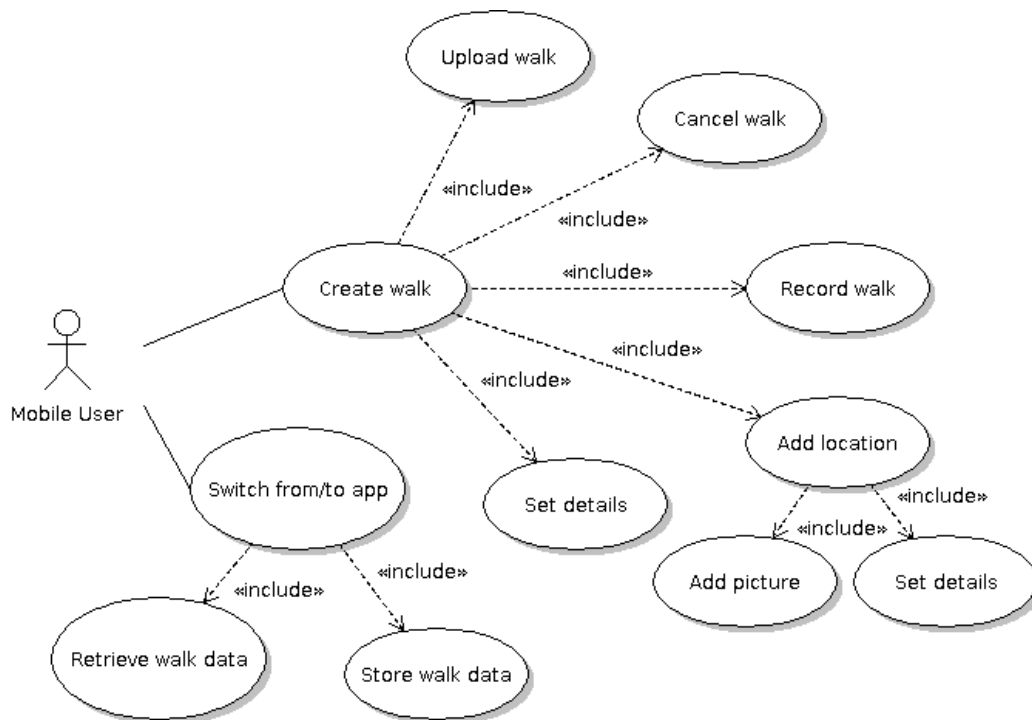 Upload walk
Cancel walk
«include»
«include»
«include»
Create walk
Record walk
«include»
«include»
Mobile User
Add location
Switch from/to app
Set details
«include»
«include»
«include»
«include»
Add picture
Set details
Retrieve walk data
Store walk data